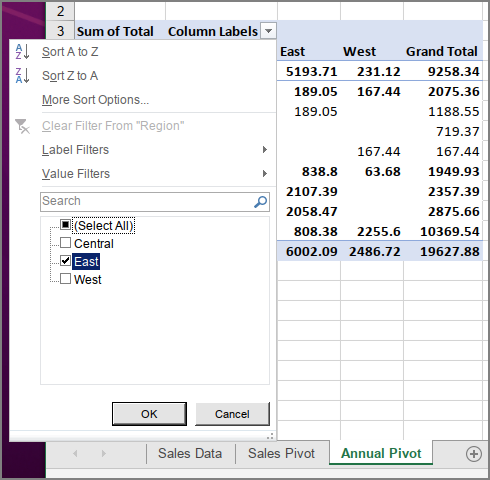 2
3 Sum of Total Column Labels
Sort A to Z
Sort Z to A
More Sort Options...
Clear Filter From "Region"
Label Filters
Value Filters
Search
(Select All)
Central
East
West
OK Cancel
East West Grand Total
5193.71 231.12 9258.34
189.05 167.44 2075.36
189.05 1188.55
719.37
167.44 167.44
838.8 63.68 1949.93
2107.39 2357.39
2058.47 2875.66
808.38 2255.6 10369.54
6002.09 2486.72 19627.88
Sales Data Sales Pivot Annual Pivot